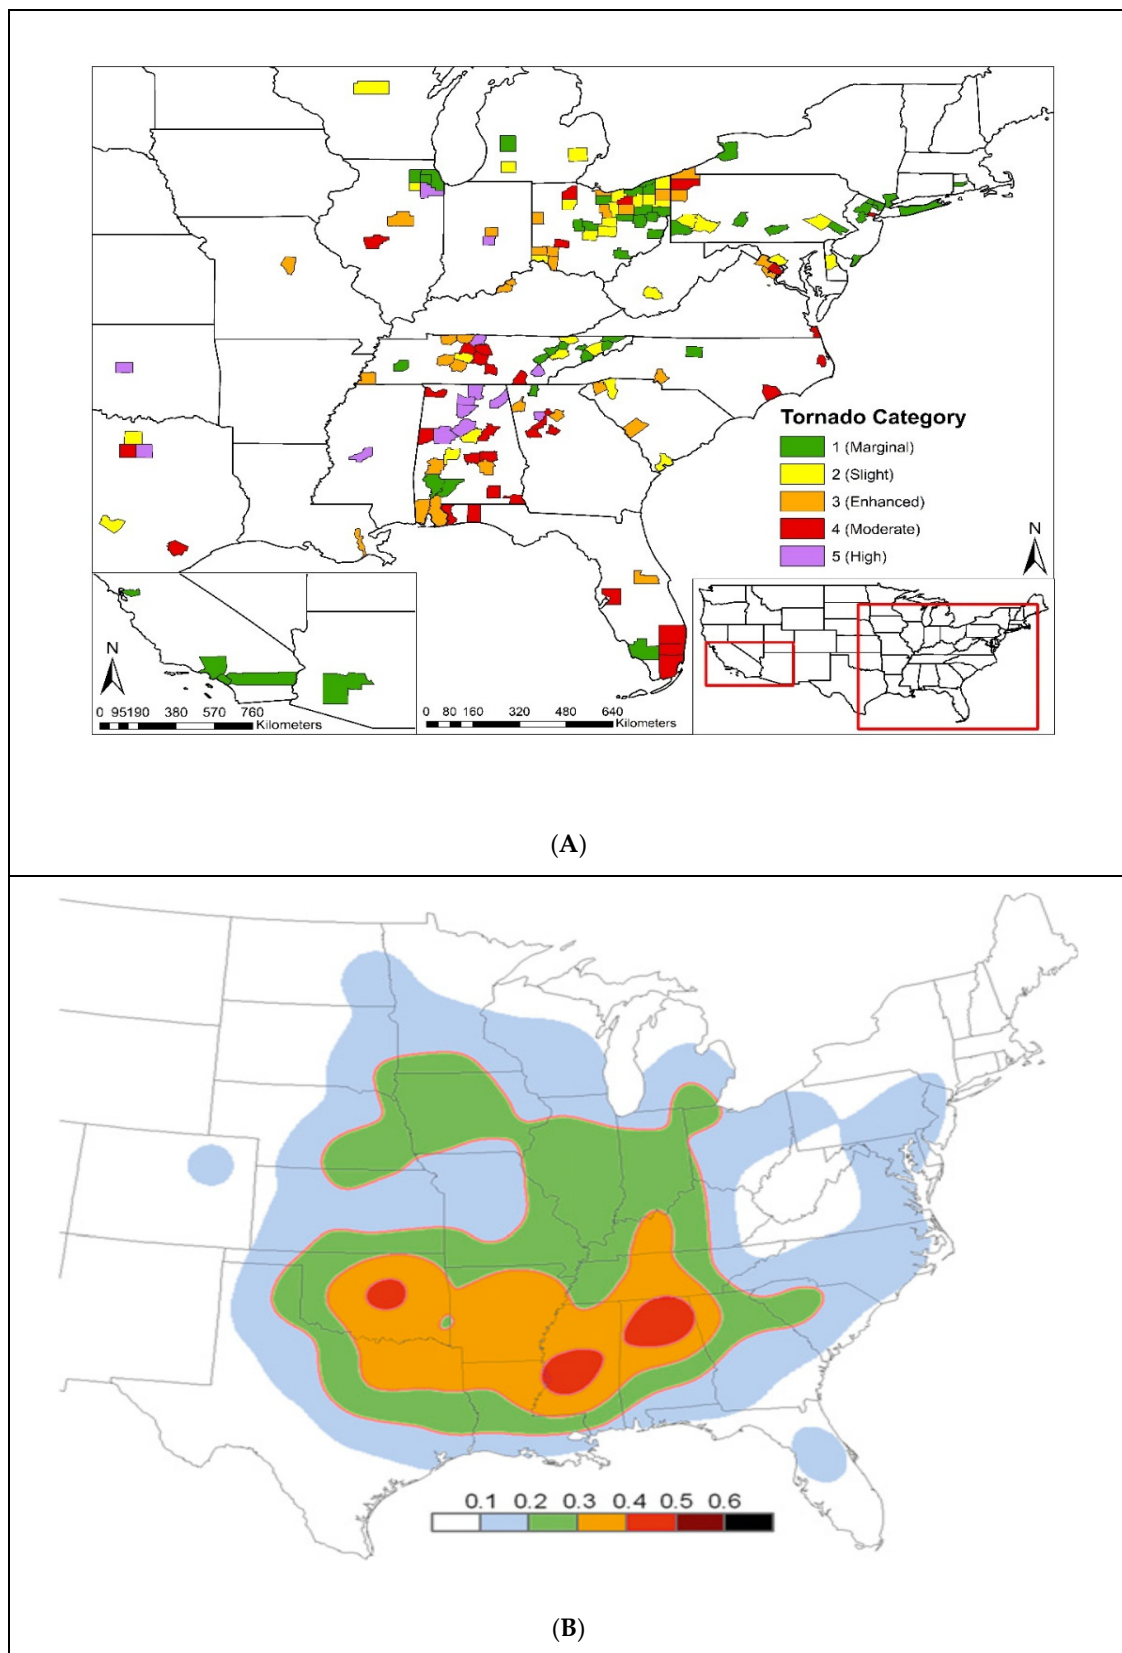 Tornado Category
1 (Marginal)
2 (Slight)
3 (Enhanced)
4 (Moderate)
5 (High)
N
N
0 95190 380 570 760
Kilometers
0 80 160 320 480 640
Kilometers
(A)
0.1 0.2 0.3 0.4 0.5 0.6
(B)